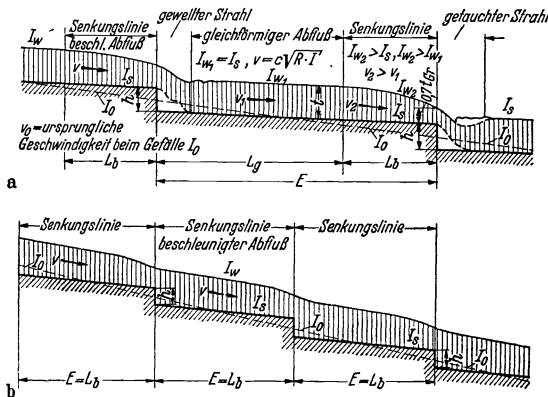 gewellter Strahl
getauchter Strahl
Senkungslinie
beschl. Abfluß
gleichförmiger Abfluß
Senkungslinie
I_w
I_{w1} = I_s, v = c√R·I
I_{w2} > I_s, I_{w2} > I_{w1}
v_2 > v_1
v
I_s
I_{w1}
I_{w2}
0,7 t_{Gr}
I_0
h
v_1
t
v_2
I_s
h
I_s
I_0
I_0
v_0 = ursprungliche
Geschwindigkeit beim Gefälle I_0
L_b
L_g
L_b
E
a
Senkungslinie
Senkungslinie
Senkungslinie
beschleunigter Abfluß
I_0
v
I_w
h
v
I_s
I_0
I_0
I_s
h
I_0
E = L_b
E = L_b
E = L_b
b